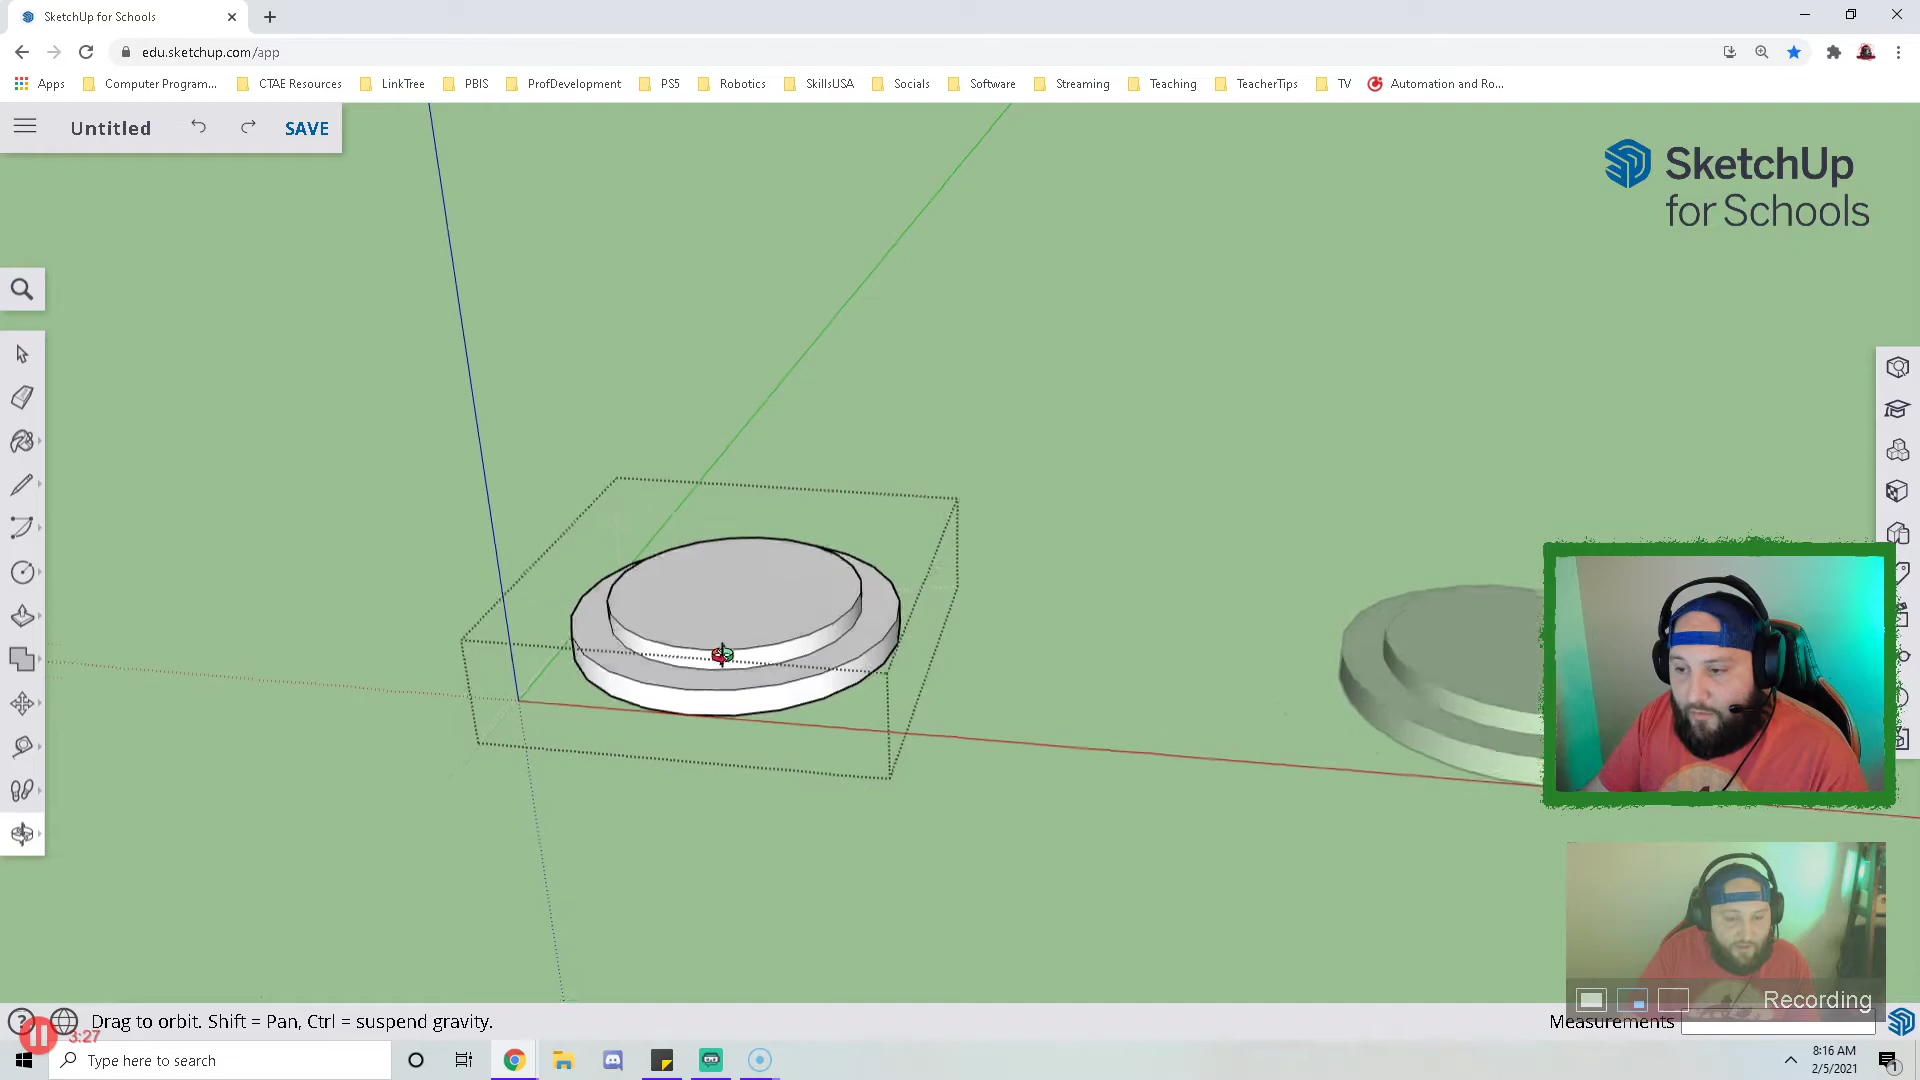 SketchUp for Schools
edu.sketchup.com/app
Apps
Computer Program...
CTAE Resources
LinkTree
PBIS
ProfDevelopment
PS5
Robotics
SkillsUSA
Socials
Software
Streaming
Teaching
TeacherTips
TV
Automation and Ro...
Untitled
SAVE
SketchUp
for Schools
Recording
Drag to orbit. Shift = Pan, Ctrl = suspend gravity.
Measurements
3:27
Type here to search
8:16 AM
2/5/2021
1